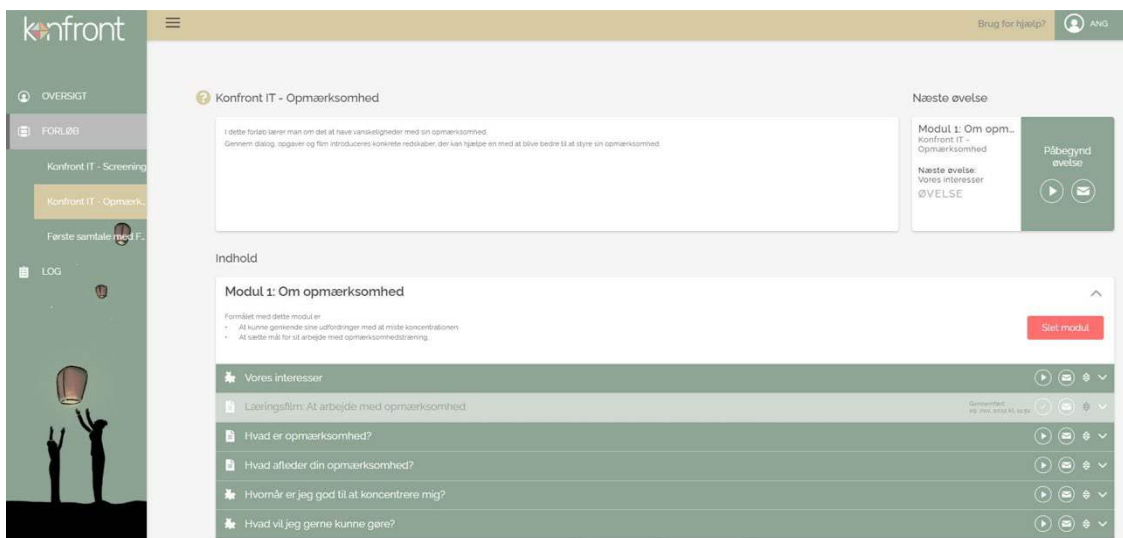 konfront
Brug for hjælp?
ANG
OVERSIGT
FORLØB
Konfront IT - Screening
Konfront IT - Opmærk...
Første samtale med F...
LOG
Konfront IT - Opmærksomhed
I dette forløb lærer man om det at have vanskeligheder med sin opmærksomhed.
Gennem dialog, opgaver og film introduceres konkrete redskaber, der kan hjælpe en med at blive bedre til at styre sin opmærksomhed.
Næste øvelse
Modul 1: Om opm...
Konfront IT -
Opmærksomhed
Næste øvelse:
Vores interesser
ØVELSE
Påbegynd
øvelse
Indhold
Modul 1: Om opmærksomhed
Formålet med dette modul er
• At kunne genkende sine udfordringer med at miste koncentrationen.
• At sætte mål for sit arbejde med opmærksomhedstræning.
Slet modul
Vores interesser
Læringsfilm: At arbejde med opmærksomhed
Gennemført:
Hvad er opmærksomhed?
Hvad afleder din opmærksomhed?
Hvornår er jeg god til at koncentrere mig?
Hvad vil jeg gerne kunne gøre?